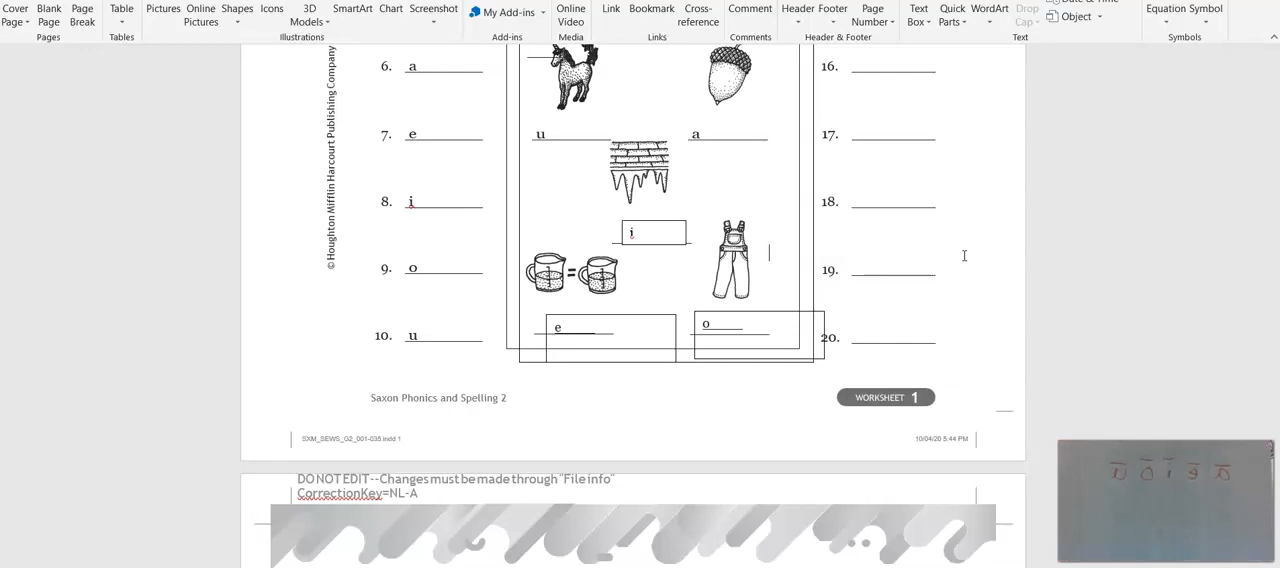 Cover Page
Blank Page
Page Break
Pages
Table
Tables
Pictures
Online Pictures
Shapes
Icons
3D Models
SmartArt
Chart
Screenshot
Illustrations
My Add-ins
Add-ins
Online Video
Media
Link
Bookmark
Cross-reference
Links
Comment
Comments
Header
Footer
Page Number
Header & Footer
Text Box
Quick Parts
WordArt
Drop Cap
Date & Time
Object
Text
Equation
Symbol
Symbols
© Houghton Mifflin Harcourt Publishing Company
6. a
7. e
8. i
9. o
10. u
u
a
i
e
o
16.
17.
18.
19.
20.
Saxon Phonics and Spelling 2
WORKSHEET 1
SXM_SEWS_G2_001-035.indd 1
10/04/20 5:44 PM
DO NOT EDIT--Changes must be made through "File info"
CorrectionKey=NL-A